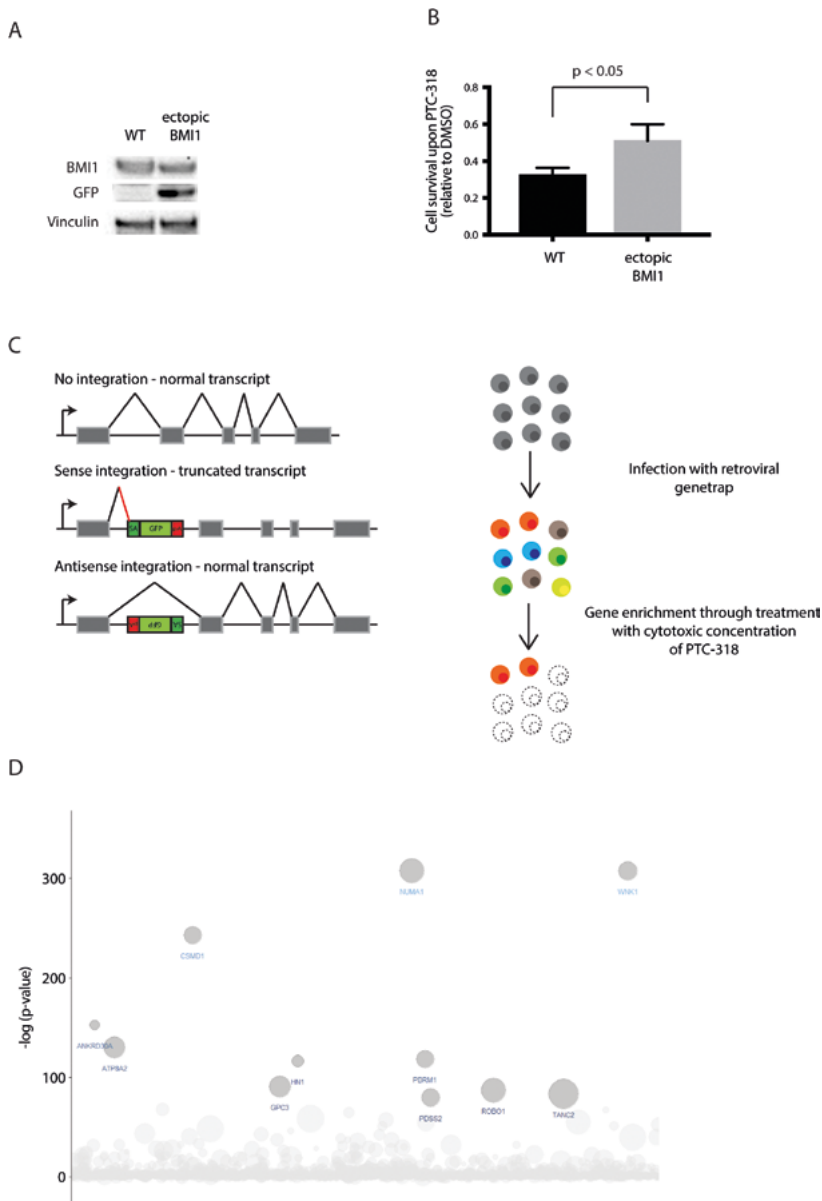 A
WT
ectopic
BMI1
BMI1
GFP
Vinculin
B
p < 0.05
Cell survival upon PTC-318
(relative to DMSO)
0.8
0.6
0.4
0.2
0.0
WT
ectopic
BMI1
C
No integration - normal transcript
Sense integration - truncated transcript
SA
GFP
Antisense integration - normal transcript
GFP
SA
Infection with retroviral
genetrap
Gene enrichment through treatment
with cytotoxic concentration
of PTC-318
D
-log (p-value)
300
200
100
0
NUMA1
WNK1
CSMD1
ATP8A2
HN1
GPC3
PDSS2
ROBO1
TANC2